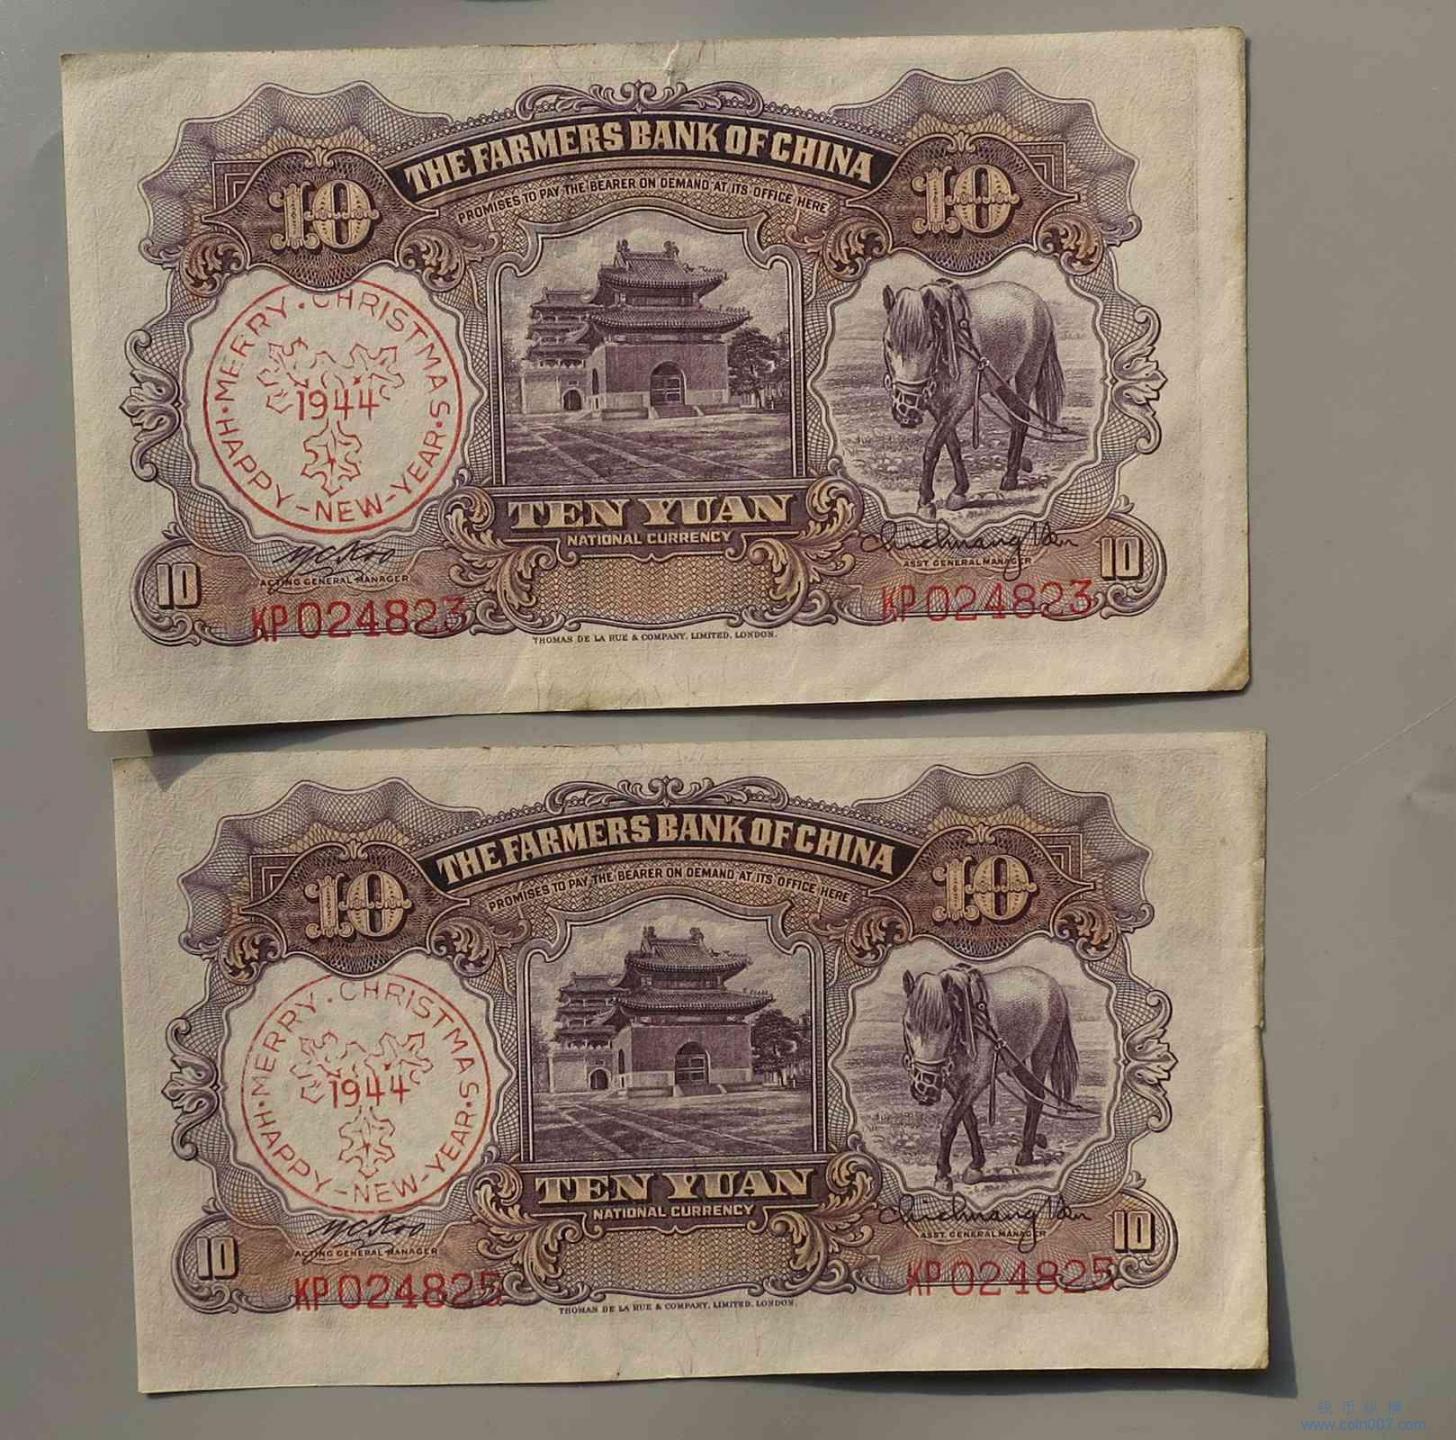 THE FARMERS BANK OF CHINA
PROMISES TO PAY THE BEARER ON DEMAND AT ITS OFFICE HERE
10 10
MERRY · CHRISTMAS · HAPPY - NEW - YEAR ·
1944
TEN YUAN
NATIONAL CURRENCY
ACTING GENERAL MANAGER
ASST. GENERAL MANAGER
10 10
KP024823 KP024823
THOMAS DE LA RUE & COMPANY, LIMITED, LONDON.
THE FARMERS BANK OF CHINA
PROMISES TO PAY THE BEARER ON DEMAND AT ITS OFFICE HERE
10 10
MERRY · CHRISTMAS · HAPPY - NEW - YEAR ·
1944
TEN YUAN
NATIONAL CURRENCY
ACTING GENERAL MANAGER
ASST. GENERAL MANAGER
10 10
KP024825 KP024825
THOMAS DE LA RUE & COMPANY, LIMITED, LONDON.
www.coin007.com